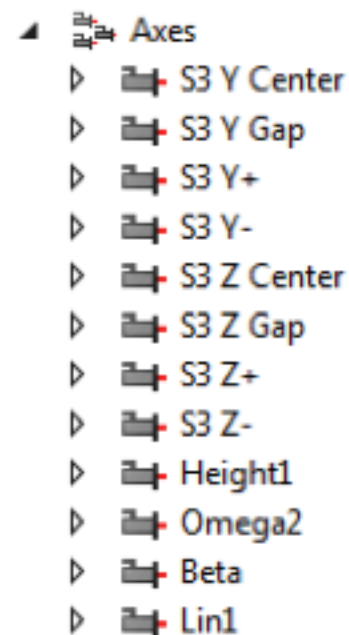 Axes
S3 Y Center
S3 Y Gap
S3 Y+
S3 Y-
S3 Z Center
S3 Z Gap
S3 Z+
S3 Z-
Height1
Omega2
Beta
Lin1